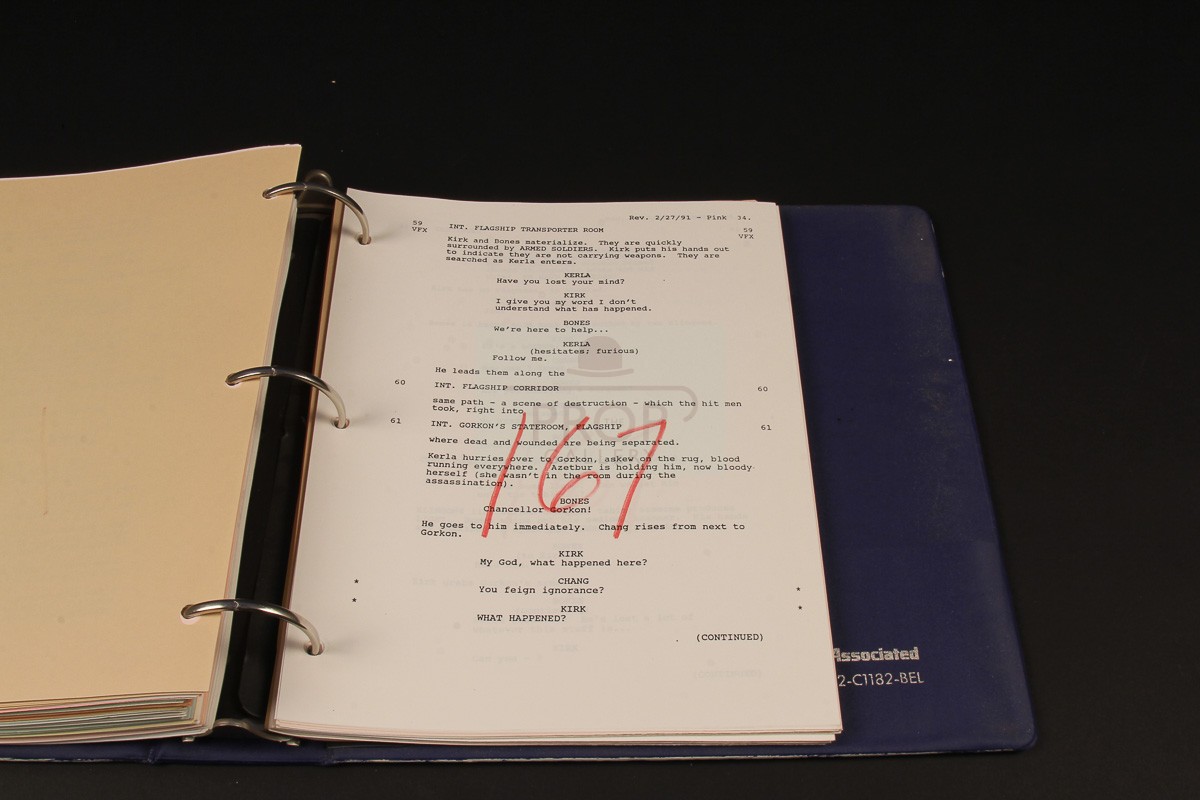 Rev. 2/27/91 - Pink 34.
59 59
VFX INT. FLAGSHIP TRANSPORTER ROOM VFX
Kirk and Bones materialize. They are quickly
surrounded by ARMED SOLDIERS. Kirk puts his hands out
to indicate they are not carrying weapons. They are
searched as Kerla enters.
KERLA
Have you lost your mind?
KIRK
I give you my word I don't
understand what has happened.
BONES
We're here to help...
KERLA
(hesitates; furious)
Follow me.
He leads them along the
60 INT. FLAGSHIP CORRIDOR 60
same path - a scene of destruction - which the hit men
took, right into
61 INT. GORKON'S STATEROOM, FLAGSHIP 61
where dead and wounded are being separated.
Kerla hurries over to Gorkon, askew on the rug, blood
running everywhere. Azetbur is holding him, now bloody
herself (she wasn't in the room during the
assassination).
BONES
Chancellor Gorkon!
He goes to him immediately. Chang rises from next to
Gorkon.
KIRK
My God, what happened here?
* CHANG
You feign ignorance? *
* KIRK *
WHAT HAPPENED?
(CONTINUED)
167
THE
PROP
GALLERY
Associated
2-C1182-BEL